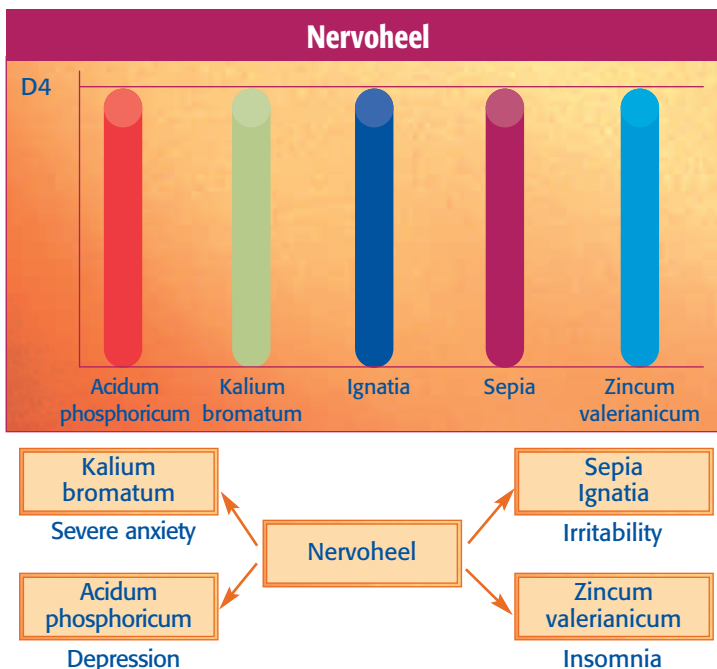 Nervoheel
D4
Acidum
phosphoricum
Kalium
bromatum
Ignatia
Sepia
Zincum
valerianicum
Kalium
bromatum
Severe anxiety
Sepia
Ignatia
Irritability
Nervoheel
Acidum
phosphoricum
Depression
Zincum
valerianicum
Insomnia